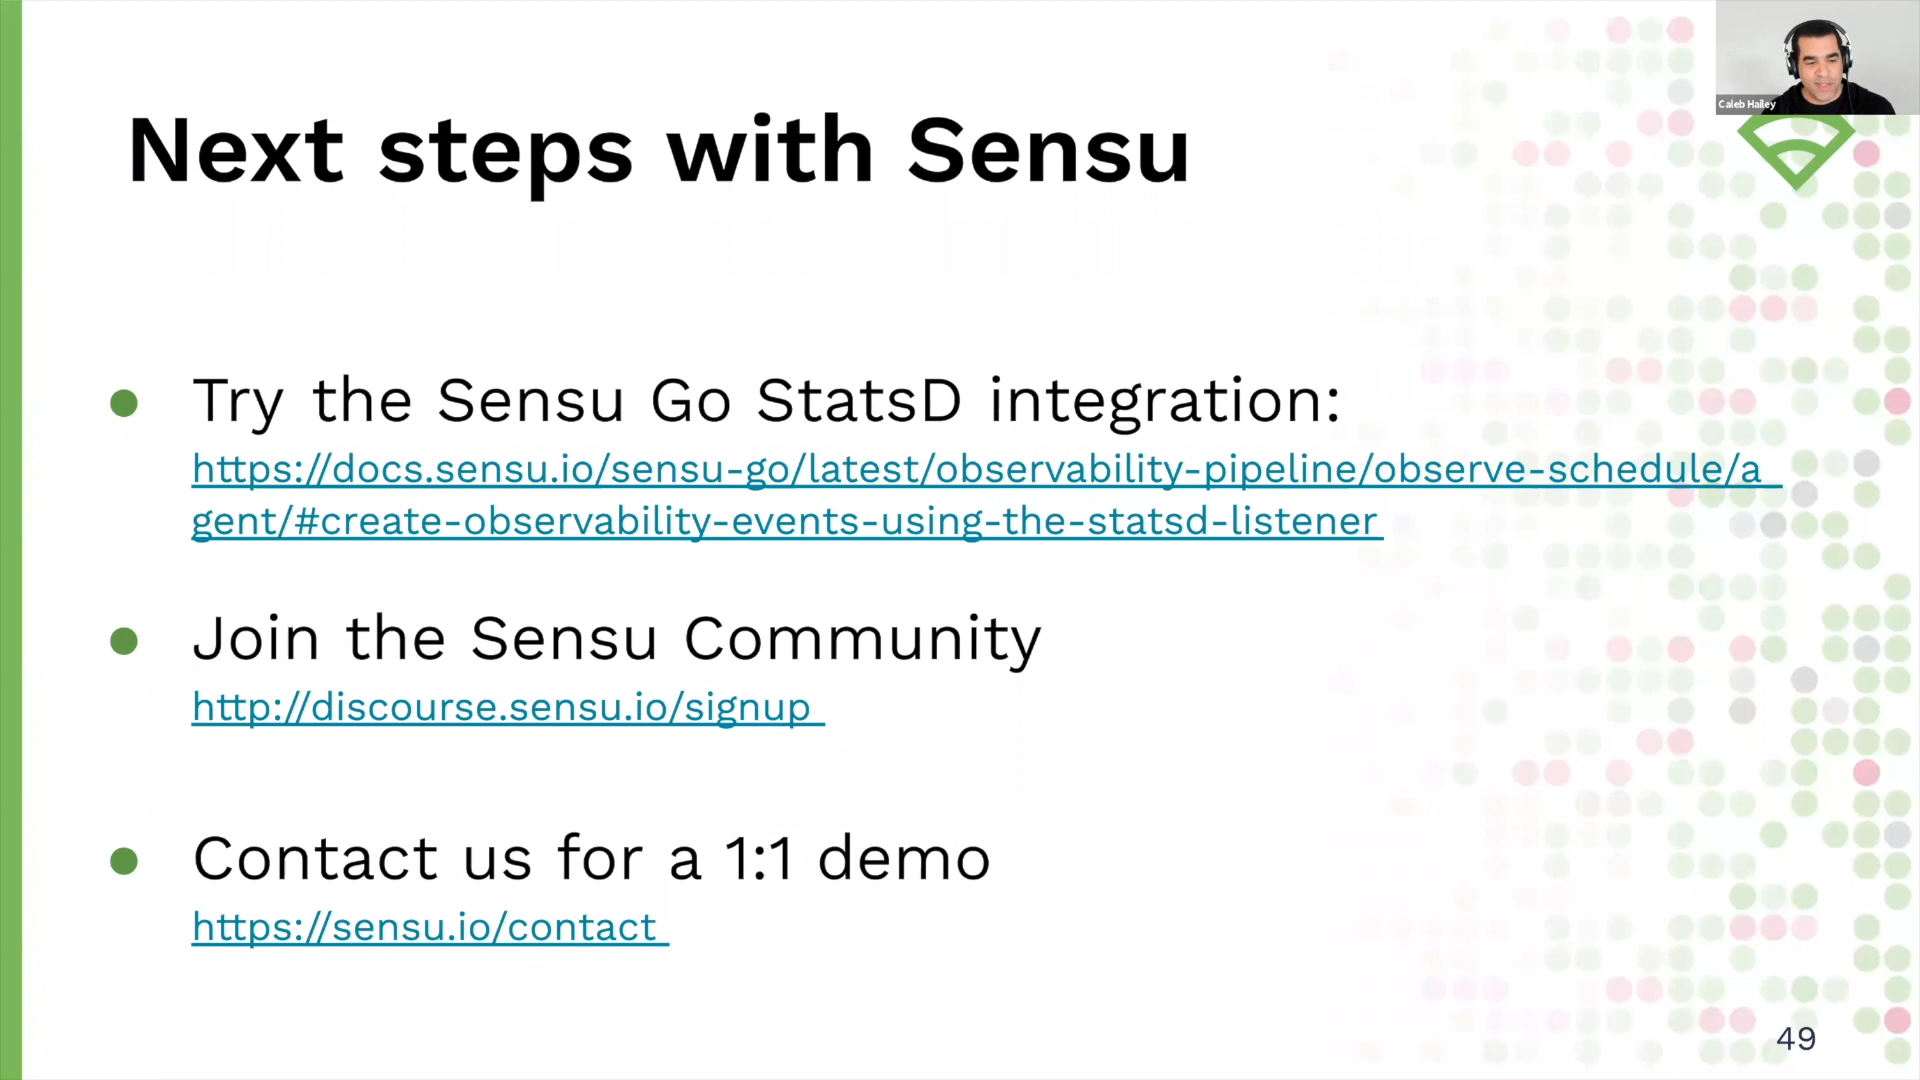 Caleb Hailey
Next steps with Sensu
Try the Sensu Go StatsD integration:
https://docs.sensu.io/sensu-go/latest/observability-pipeline/observe-schedule/a
gent/#create-observability-events-using-the-statsd-listener
Join the Sensu Community
http://discourse.sensu.io/signup
Contact us for a 1:1 demo
https://sensu.io/contact
49